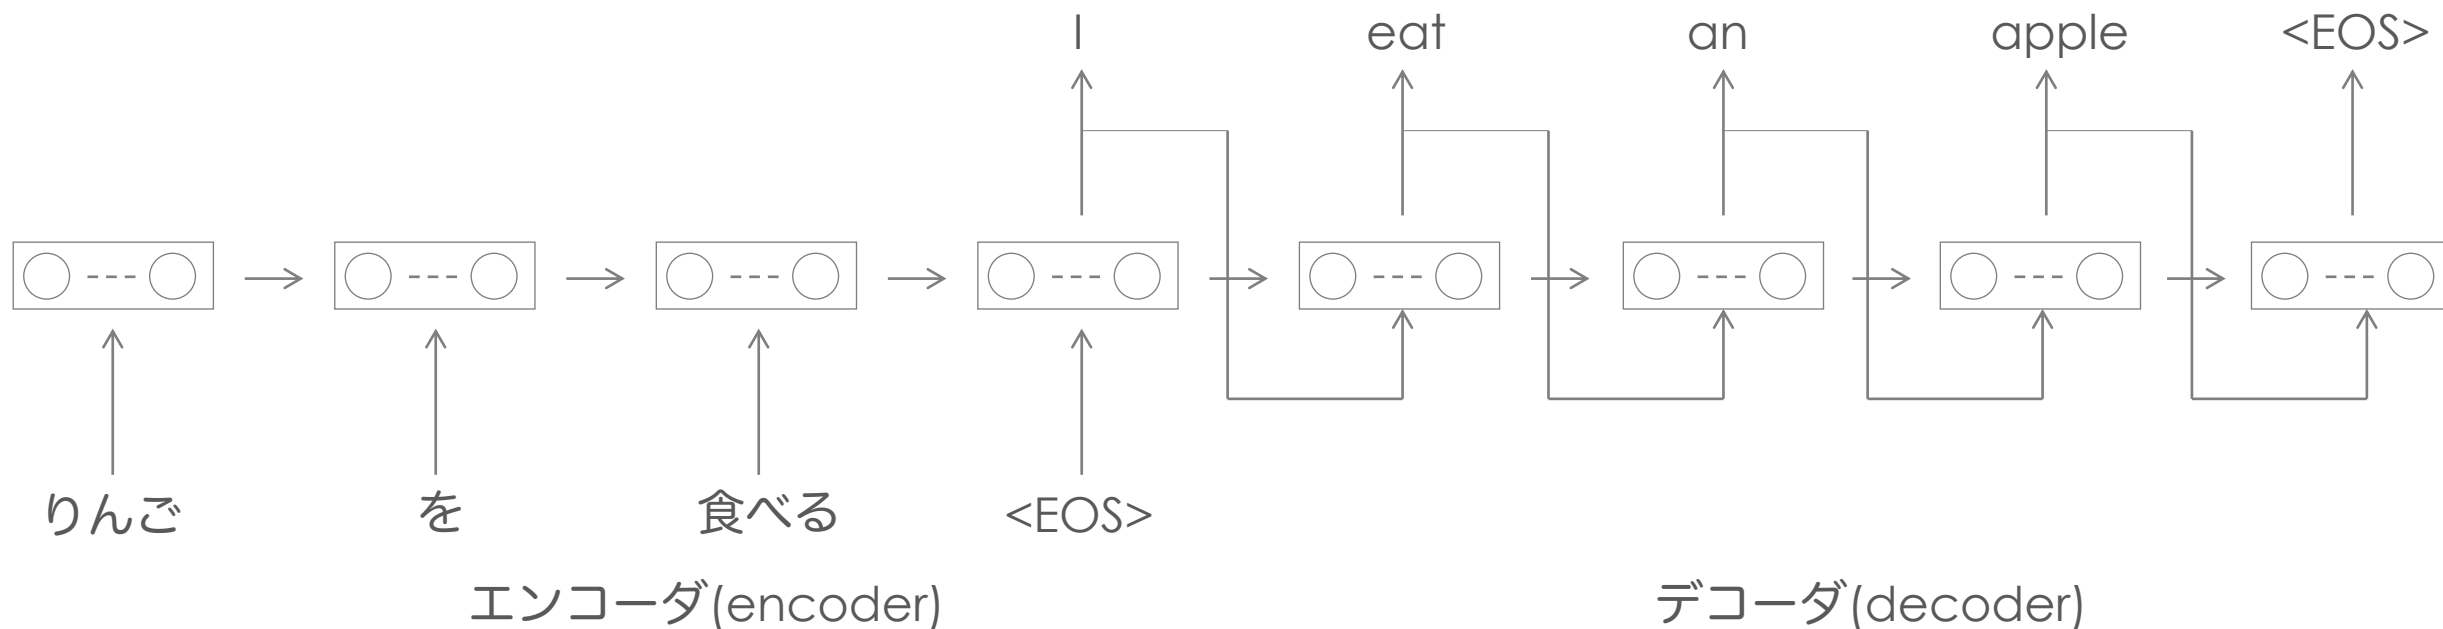 I eat an apple <EOS>
りんご を 食べる <EOS>
エンコーダ(encoder) デコーダ(decoder)